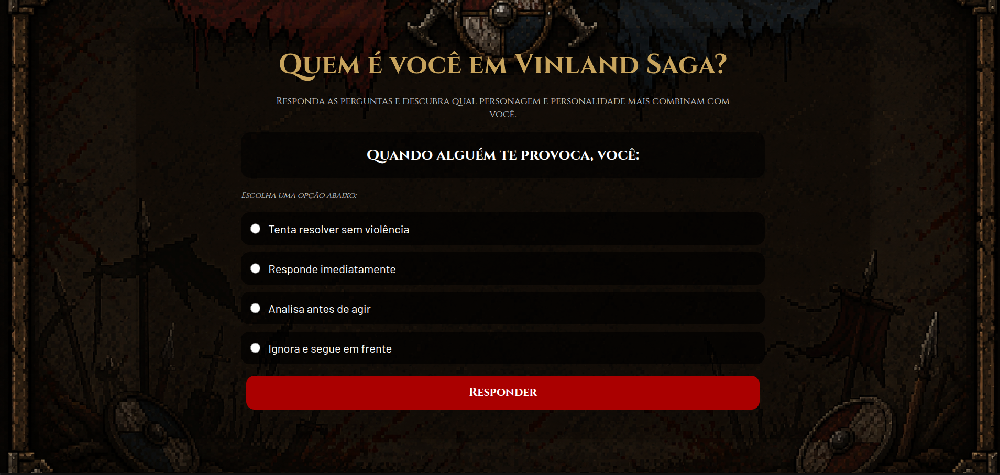 Quem é você em Vinland Saga?
Responda as perguntas e descubra qual personagem e personalidade mais combinam com
você.
Quando alguém te provoca, você:
Escolha uma opção abaixo:
Tenta resolver sem violência
Responde imediatamente
Analisa antes de agir
Ignora e segue em frente
Responder